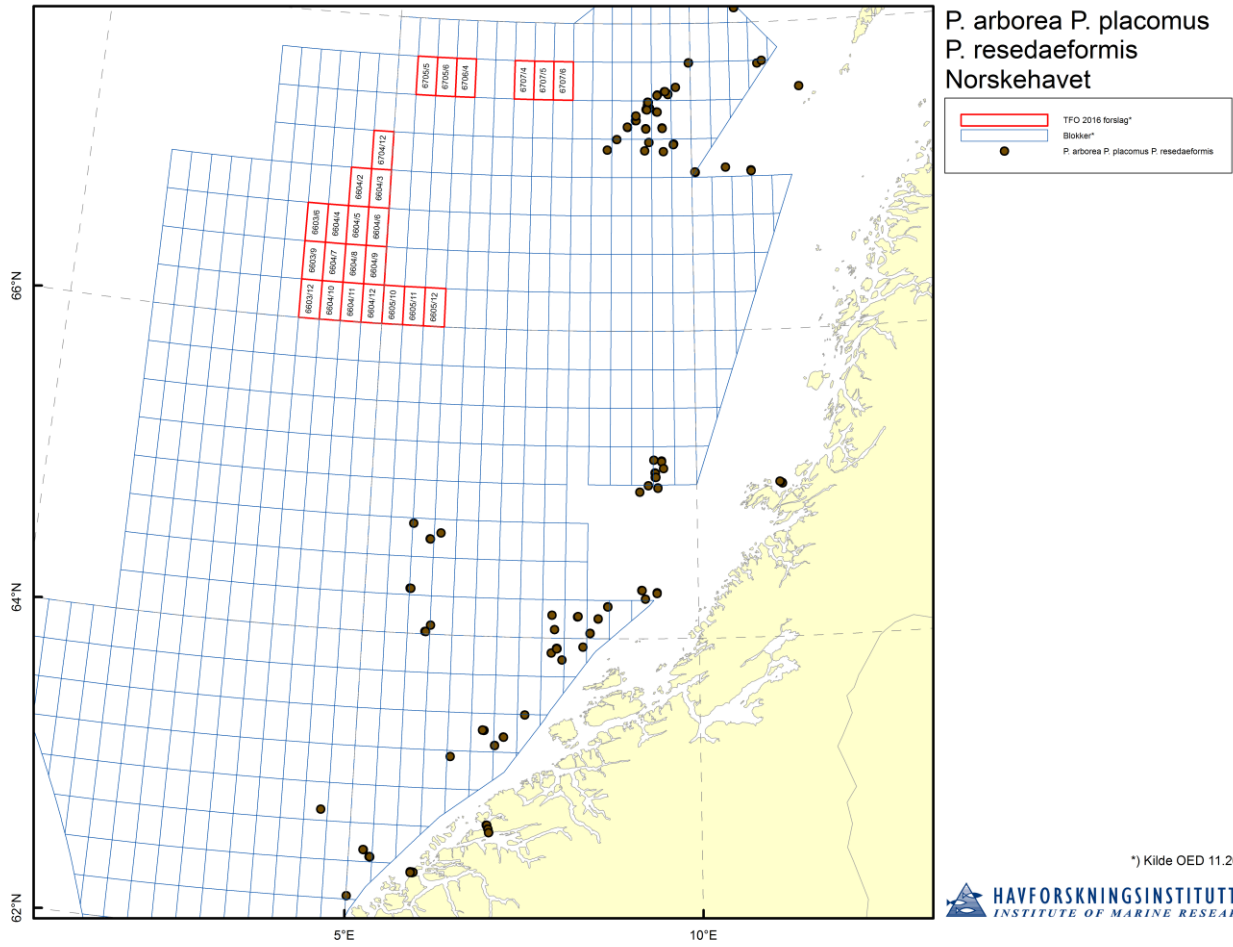 P. arborea P. placomus
P. resedaeformis
Norskehavet
TFO 2016 forslag*
Blokker*
P. arborea P. placomus P. resedaeformis
6705/5
6705/6
6706/4
6707/4
6707/5
6707/6
6704/12
6604/2
6604/3
6603/6
6604/4
6604/5
6604/6
6603/9
6604/7
6604/8
6604/9
6603/12
6604/10
6604/11
6604/12
6605/10
6605/11
6605/12
66°N
64°N
62°N
5°E
10°E
*) Kilde OED 11.20
HAVFORSKNINGSINSTITUTT
INSTITUTE OF MARINE RESEAR